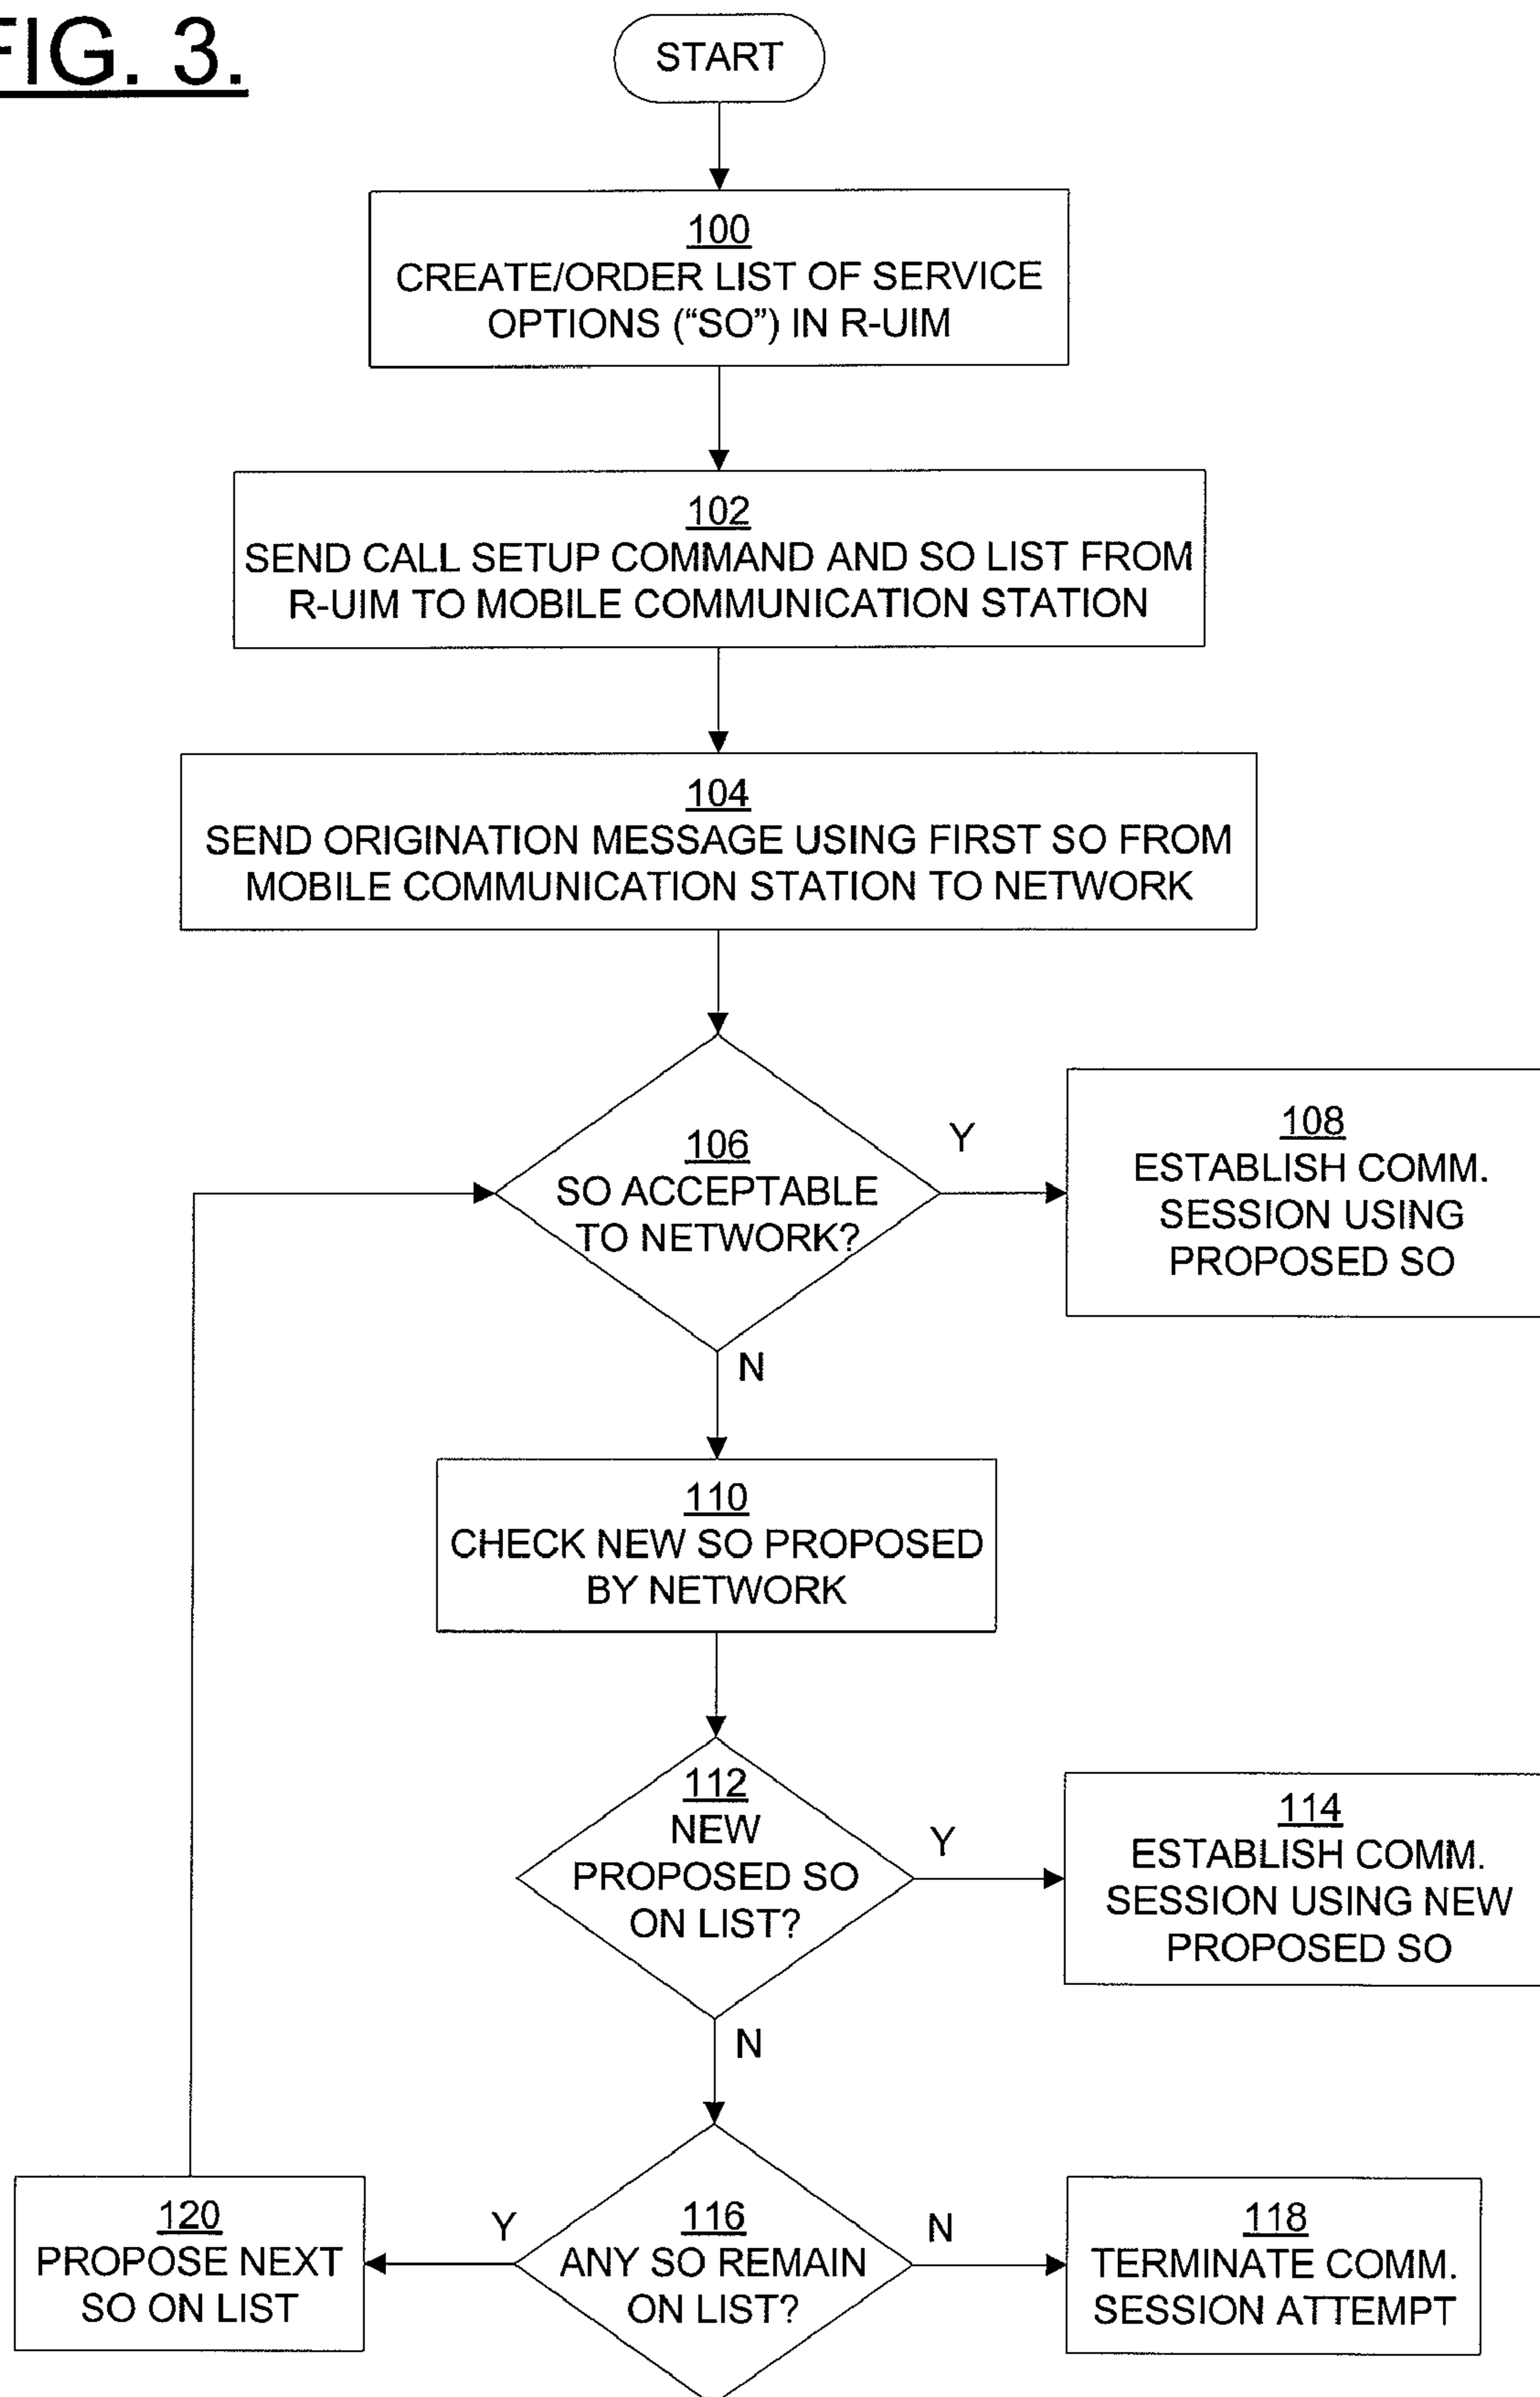 FIG. 3.
START
100
CREATE/ORDER LIST OF SERVICE
OPTIONS (“SO”) IN R-UIM
102
SEND CALL SETUP COMMAND AND SO LIST FROM
R-UIM TO MOBILE COMMUNICATION STATION
104
SEND ORIGINATION MESSAGE USING FIRST SO FROM
MOBILE COMMUNICATION STATION TO NETWORK
106
SO ACCEPTABLE
TO NETWORK?
Y
108
ESTABLISH COMM.
SESSION USING
PROPOSED SO
N
110
CHECK NEW SO PROPOSED
BY NETWORK
112
NEW
PROPOSED SO
ON LIST?
Y
114
ESTABLISH COMM.
SESSION USING NEW
PROPOSED SO
N
116
ANY SO REMAIN
ON LIST?
Y
120
PROPOSE NEXT
SO ON LIST
N
118
TERMINATE COMM.
SESSION ATTEMPT